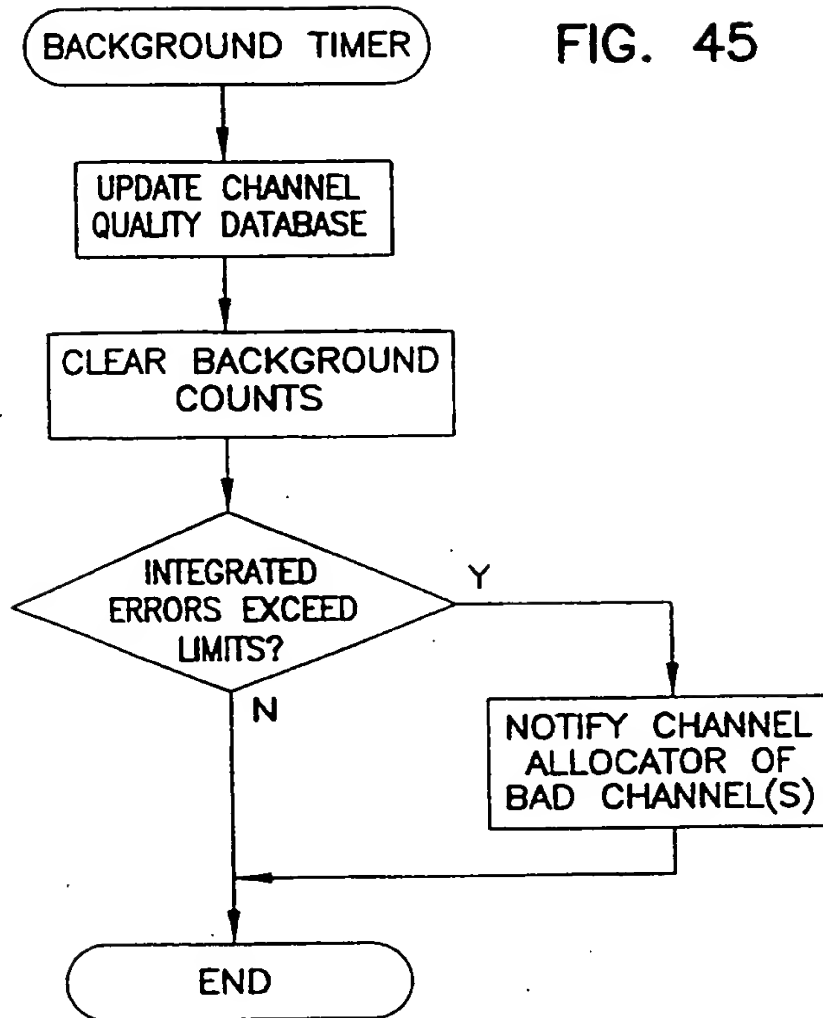 BACKGROUND TIMER
FIG. 45
UPDATE CHANNEL
QUALITY DATABASE
CLEAR BACKGROUND
COUNTS
INTEGRATED
ERRORS EXCEED
LIMITS?
Y
N
NOTIFY CHANNEL
ALLOCATOR OF
BAD CHANNEL(S)
END